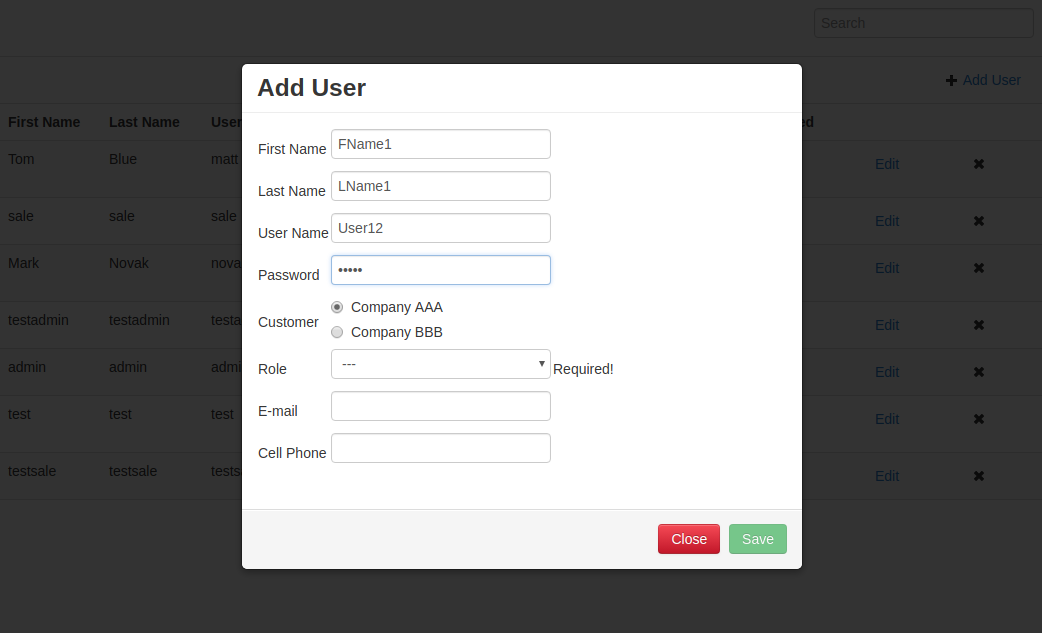 Search
Add User
First Name Last Name User ed
Tom Blue matt Edit
sale sale sale Edit
Mark Novak nova Edit
testadmin testadmin testa Edit
admin admin admi Edit
test test test Edit
testsale testsale tests Edit
Add User
First Name FName1
Last Name LName1
User Name User12
Password •••••
Customer
Company AAA
Company BBB
Role --- Required!
E-mail
Cell Phone
Close Save